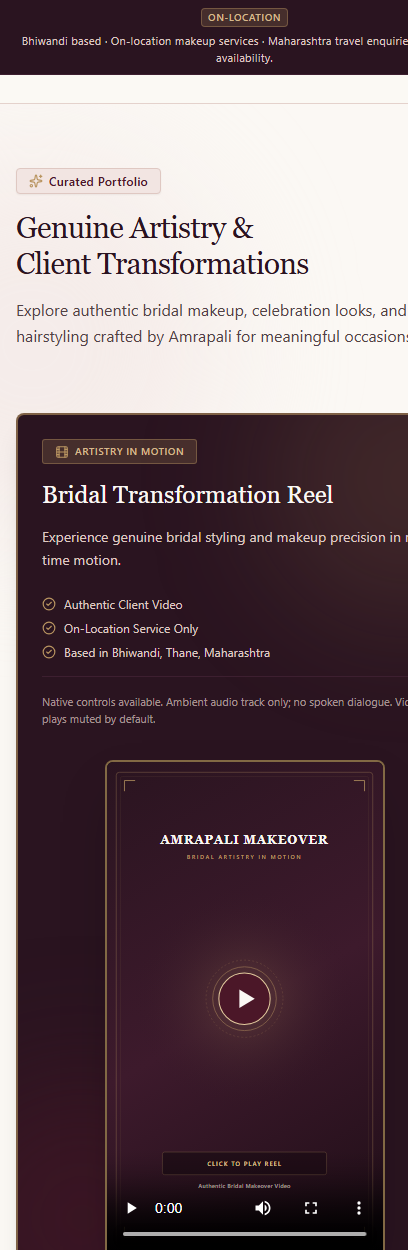 ON-LOCATION
Bhiwandi based · On-location makeup services · Maharashtra travel enquirie
availability.
Curated Portfolio
Genuine Artistry &
Client Transformations
Explore authentic bridal makeup, celebration looks, and
hairstyling crafted by Amrapali for meaningful occasions
ARTISTRY IN MOTION
Bridal Transformation Reel
Experience genuine bridal styling and makeup precision in r
time motion.
Authentic Client Video
On-Location Service Only
Based in Bhiwandi, Thane, Maharashtra
Native controls available. Ambient audio track only; no spoken dialogue. Vid
plays muted by default.
AMRAPALI MAKEOVER
BRIDAL ARTISTRY IN MOTION
CLICK TO PLAY REEL
Authentic Bridal Makeover Video
0:00